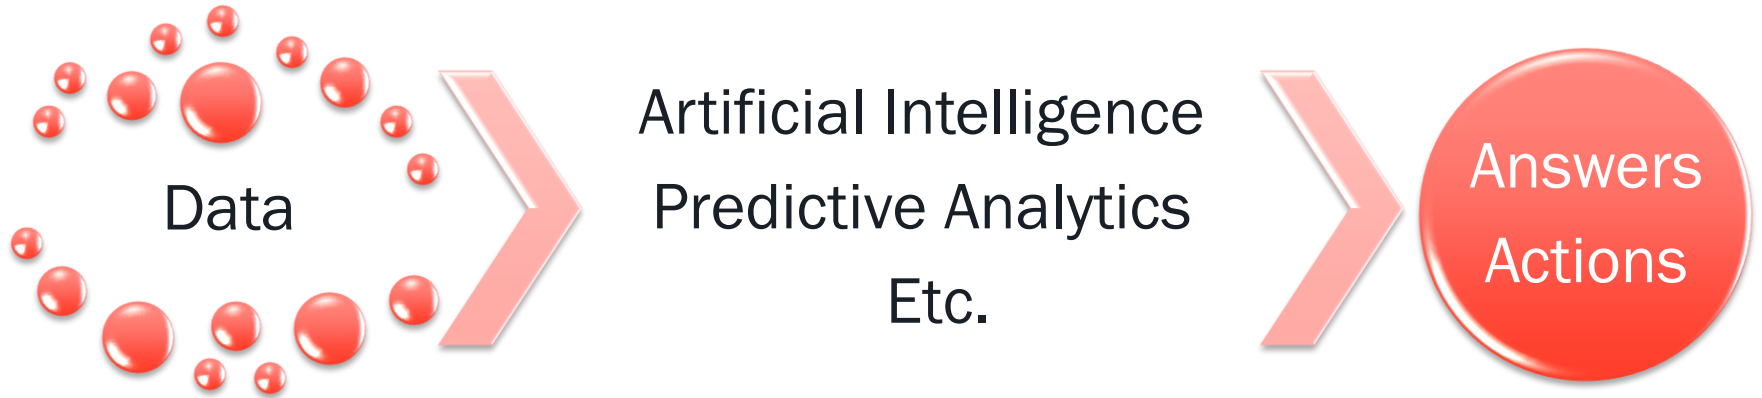 Data
Artificial Intelligence
Predictive Analytics
Etc.
Answers
Actions